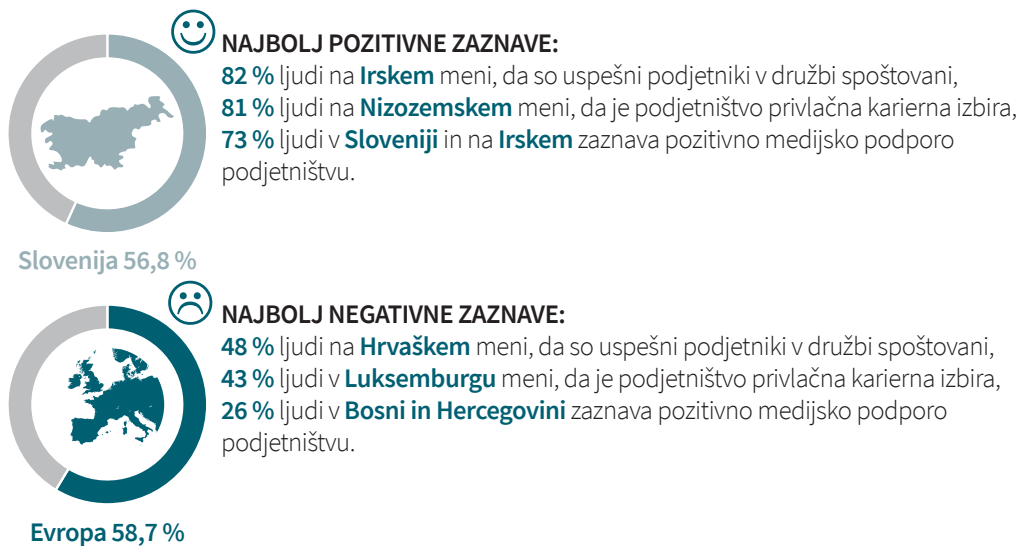 NAJBOLJ POZITIVNE ZAZNAVE:
82 % ljudi na Irskem meni, da so uspešni podjetniki v družbi spoštovani,
81 % ljudi na Nizozemskem meni, da je podjetništvo privlačna karierna izbira,
73 % ljudi v Sloveniji in na Irskem zaznava pozitivno medijsko podporo
podjetništvu.
Slovenija 56,8 %
NAJBOLJ NEGATIVNE ZAZNAVE:
48 % ljudi na Hrvaškem meni, da so uspešni podjetniki v družbi spoštovani,
43 % ljudi v Luksemburgu meni, da je podjetništvo privlačna karierna izbira,
26 % ljudi v Bosni in Hercegovini zaznava pozitivno medijsko podporo
podjetništvu.
Evropa 58,7 %